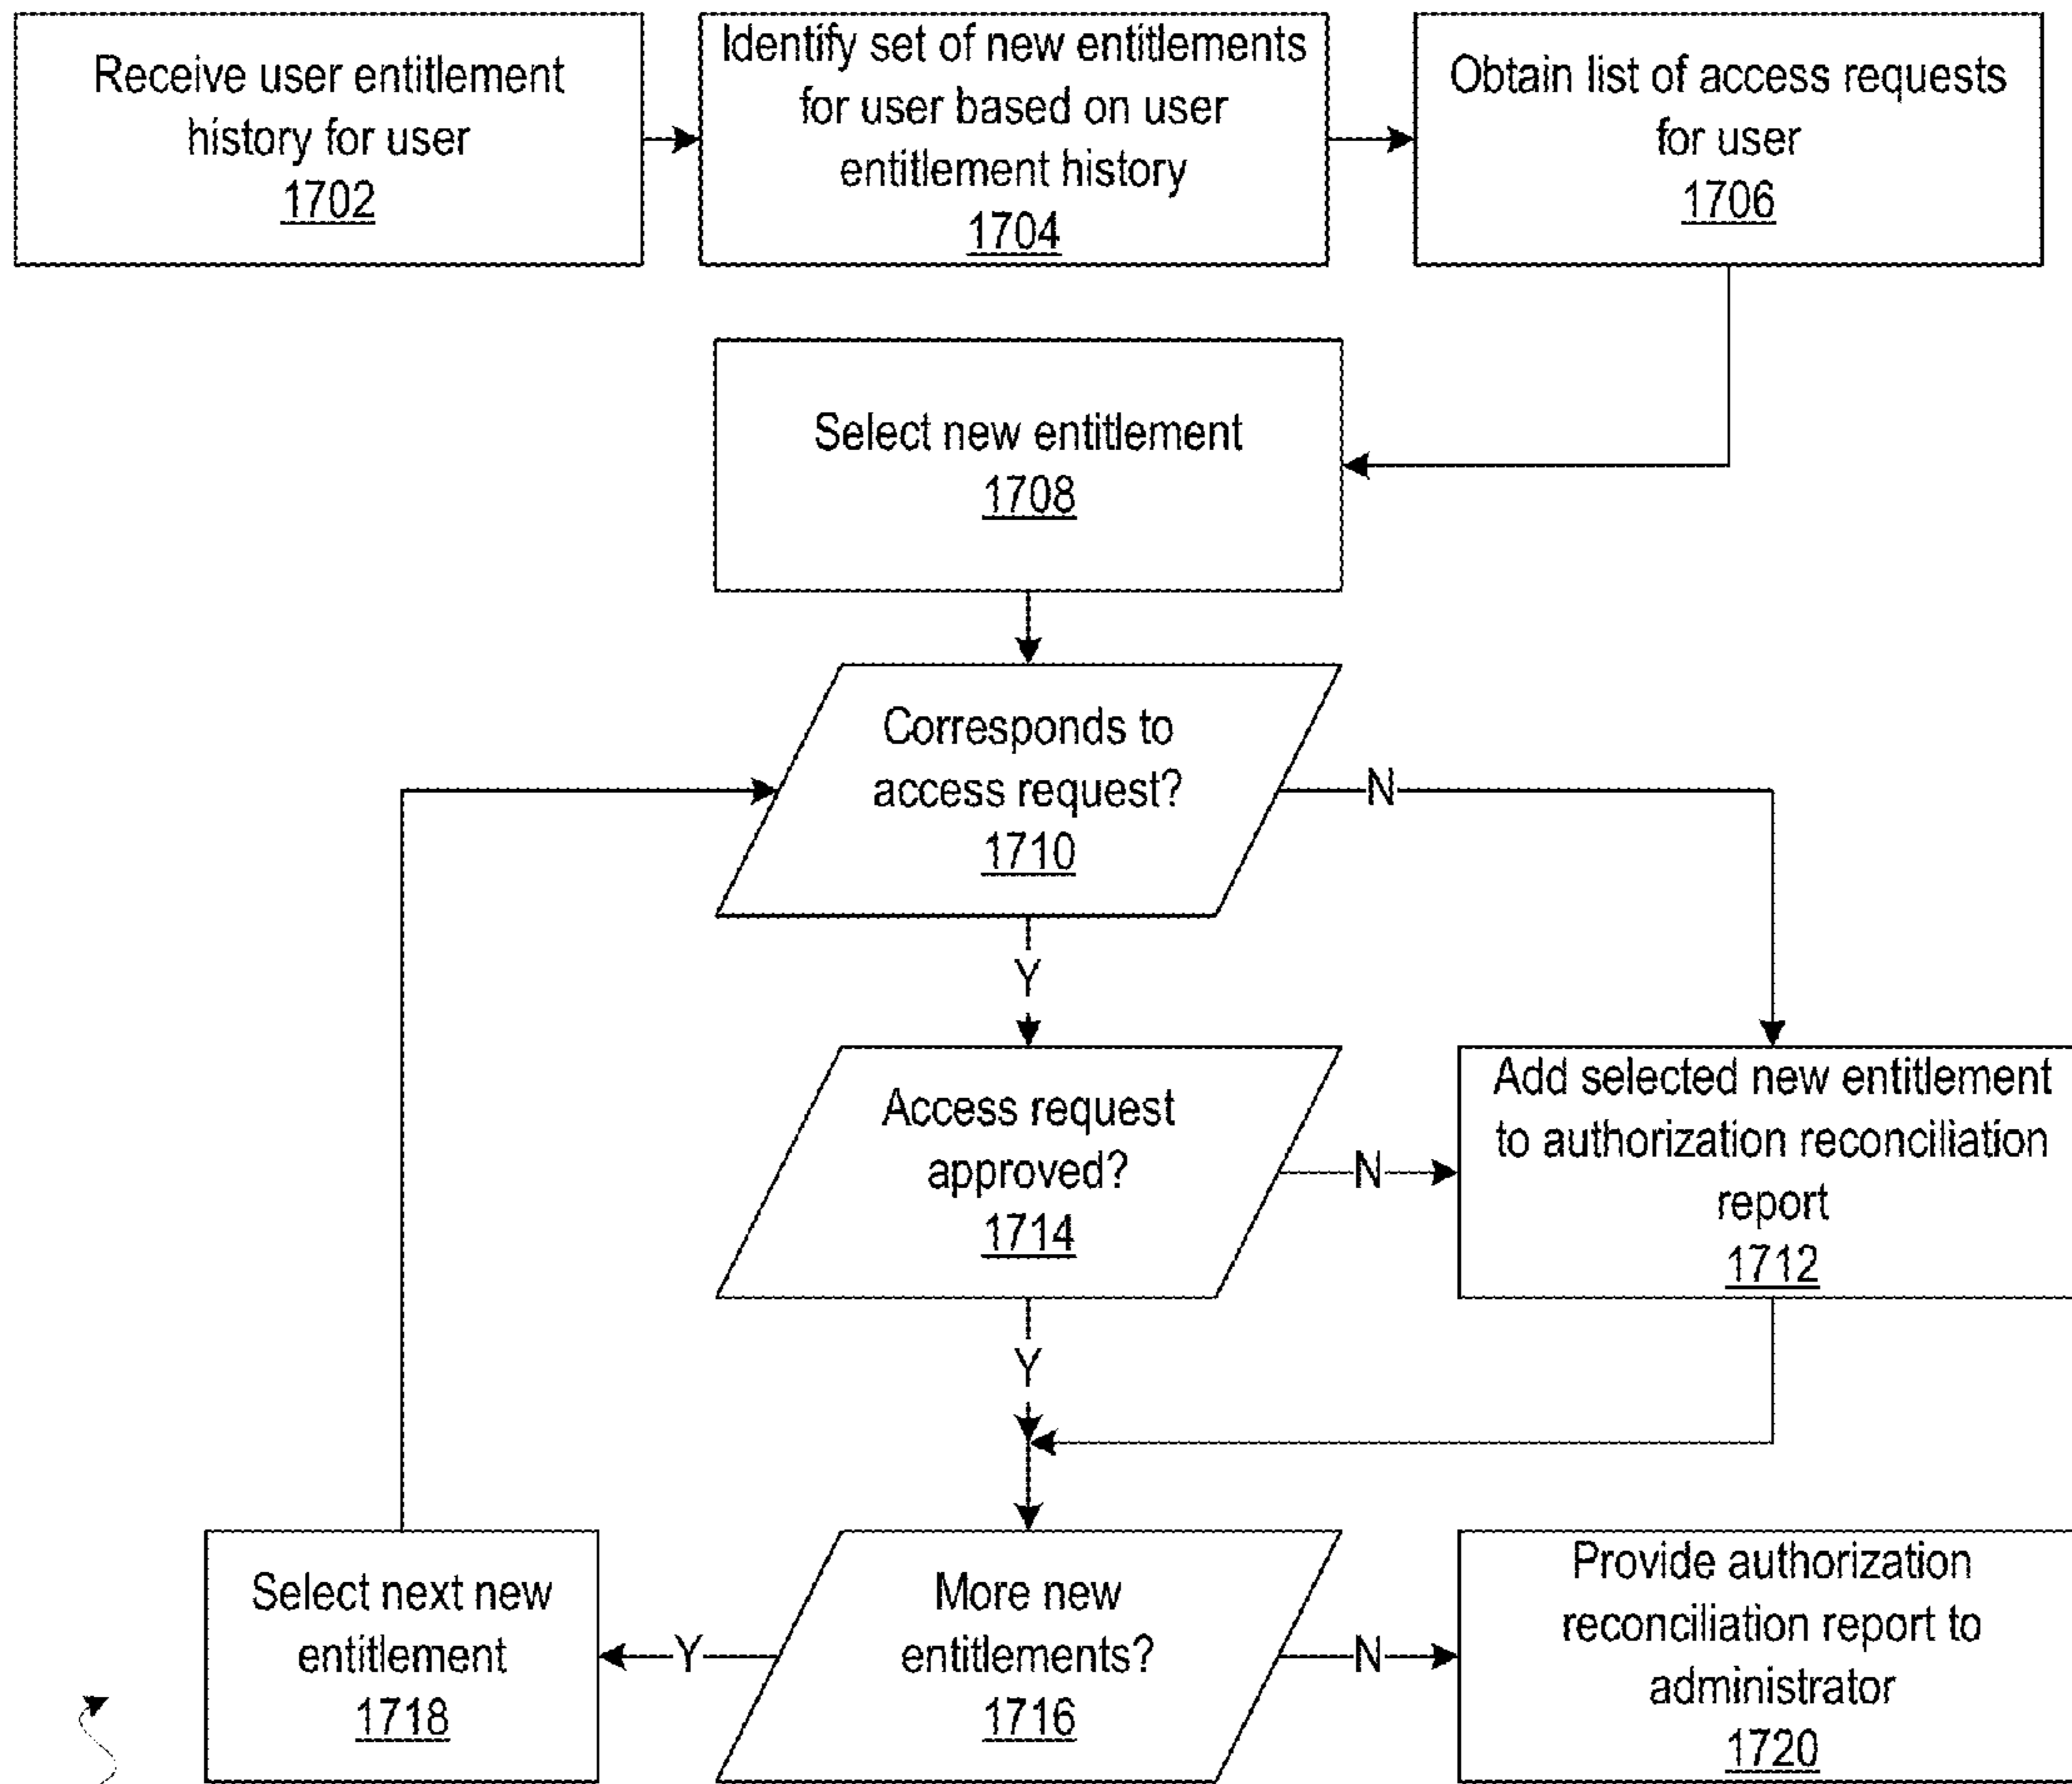 Receive user entitlement
history for user
1702
Identify set of new entitlements
for user based on user
entitlement history
1704
Obtain list of access requests
for user
1706
Select new entitlement
1708
Corresponds to
access request?
1710
N
Y
Access request
approved?
1714
N
Add selected new entitlement
to authorization reconciliation
report
1712
Y
Select next new
entitlement
1718
Y
More new
entitlements?
1716
N
Provide authorization
reconciliation report to
administrator
1720